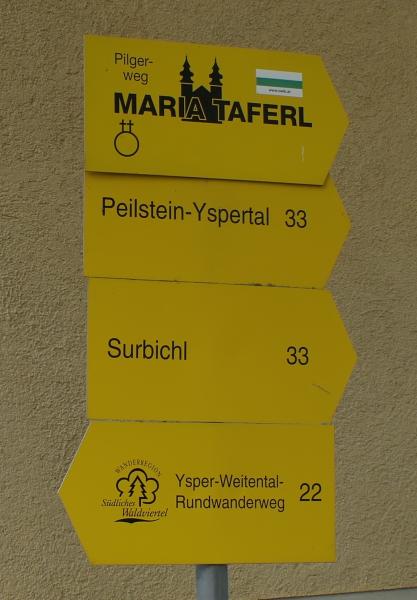 Pilger-
weg
MARIA TAFERL
Peilstein-Yspertal 33
Surbichl 33
WANDERREGION
Südliches
Waldviertel
Ysper-Weitental-
Rundwanderweg 22